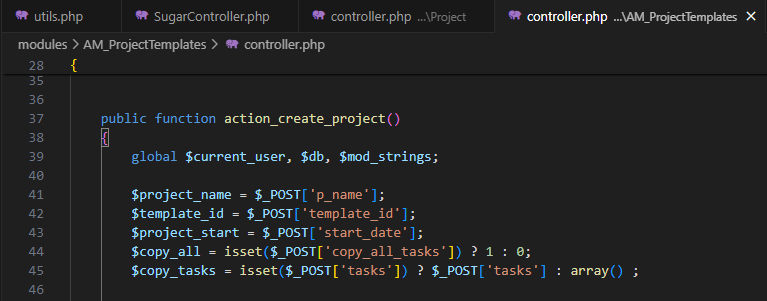 utils.php SugarController.php controller.php ...\Project controller.php ...\AM_ProjectTemplates
modules > AM_ProjectTemplates > controller.php
28 {
35
36
37 public function action_create_project()
38 {
39 global $current_user, $db, $mod_strings;
40
41 $project_name = $_POST['p_name'];
42 $template_id = $_POST['template_id'];
43 $project_start = $_POST['start_date'];
44 $copy_all = isset($_POST['copy_all_tasks']) ? 1 : 0;
45 $copy_tasks = isset($_POST['tasks']) ? $_POST['tasks'] : array() ;
46